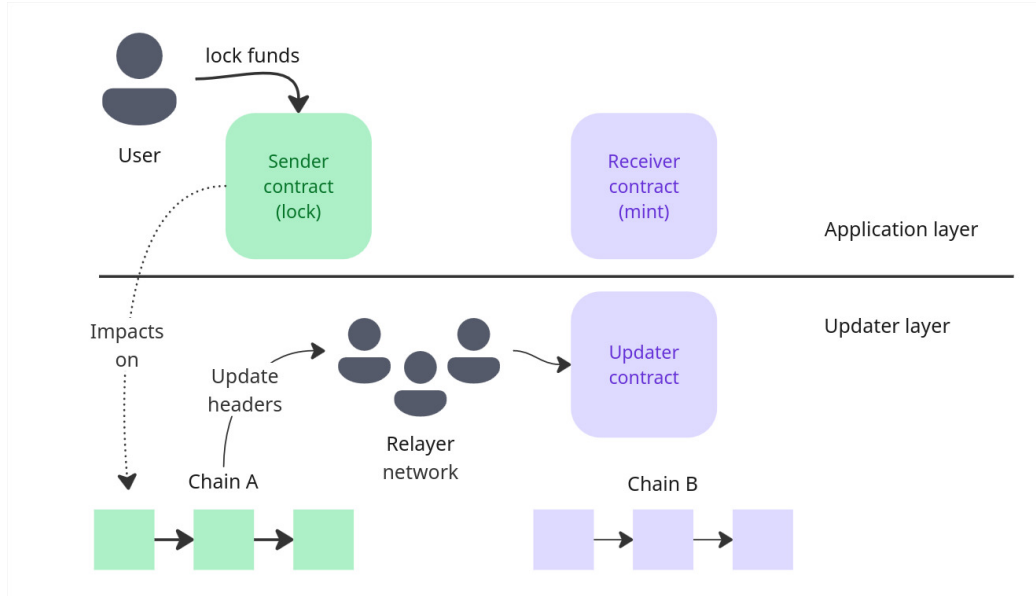 lock funds
User
Sender
contract
(lock)
Receiver
contract
(mint)
Application layer
Updater layer
Impacts
on
Update
headers
Updater
contract
Relayer
network
Chain A
Chain B